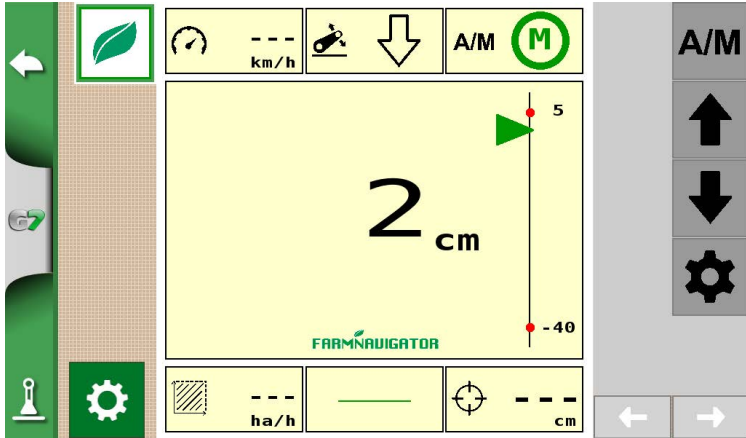 --- km/h
A/M M
A/M
5
2 cm
-40
G7
FARMNAVIGATOR
--- ha/h
--- cm